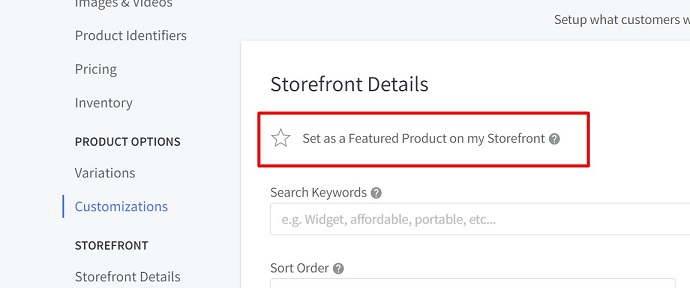 Images & Videos
Product Identifiers
Pricing
Inventory
PRODUCT OPTIONS
Variations
Customizations
STOREFRONT
Storefront Details
Setup what customers
Storefront Details
Set as a Featured Product on my Storefront ?
Search Keywords ?
e.g. Widget, affordable, portable, etc...
Sort Order ?